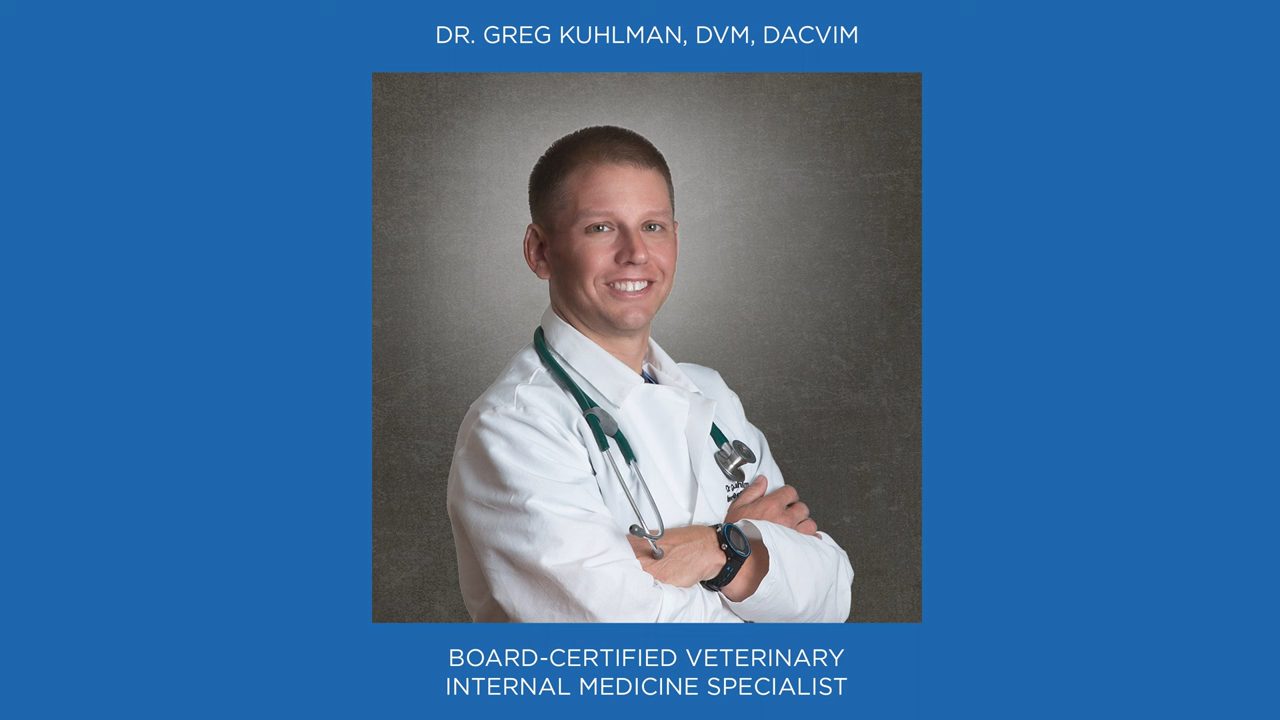 DR. GREG KUHLMAN, DVM, DACVIM
BOARD-CERTIFIED VETERINARY
INTERNAL MEDICINE SPECIALIST